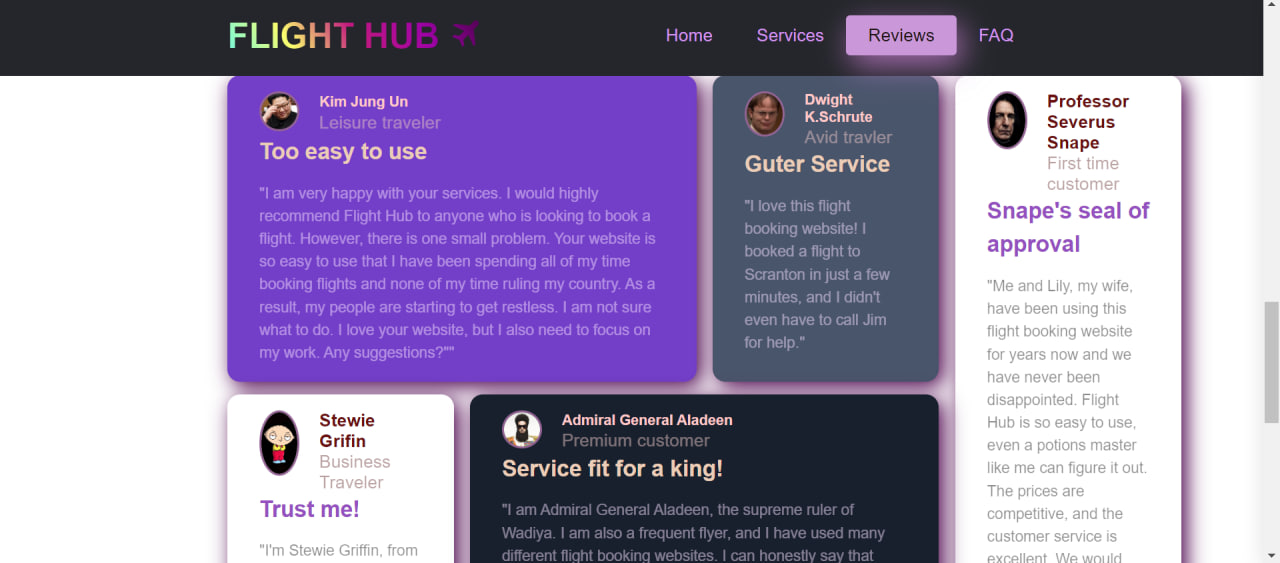 FLIGHT HUB
Home
Services
Reviews
FAQ
Kim Jung Un
Leisure traveler
Too easy to use
"I am very happy with your services. I would highly
recommend Flight Hub to anyone who is looking to book a
flight. However, there is one small problem. Your website is
so easy to use that I have been spending all of my time
booking flights and none of my time ruling my country. As a
result, my people are starting to get restless. I am not sure
what to do. I love your website, but I also need to focus on
my work. Any suggestions?""
Dwight
K.Schrute
Avid travler
Guter Service
"I love this flight
booking website! I
booked a flight to
Scranton in just a few
minutes, and I didn't
even have to call Jim
for help."
Professor
Severus
Snape
First time
customer
Snape's seal of
approval
"Me and Lily, my wife,
have been using this
flight booking website
for years now and we
have never been
disappointed. Flight
Hub is so easy to use,
even a potions master
like me can figure it out.
The prices are
competitive, and the
customer service is
excellent. We would
Stewie
Grifin
Business
Traveler
Trust me!
"I'm Stewie Griffin, from
Admiral General Aladeen
Premium customer
Service fit for a king!
"I am Admiral General Aladeen, the supreme ruler of
Wadiya. I am also a frequent flyer, and I have used many
different flight booking websites. I can honestly say that